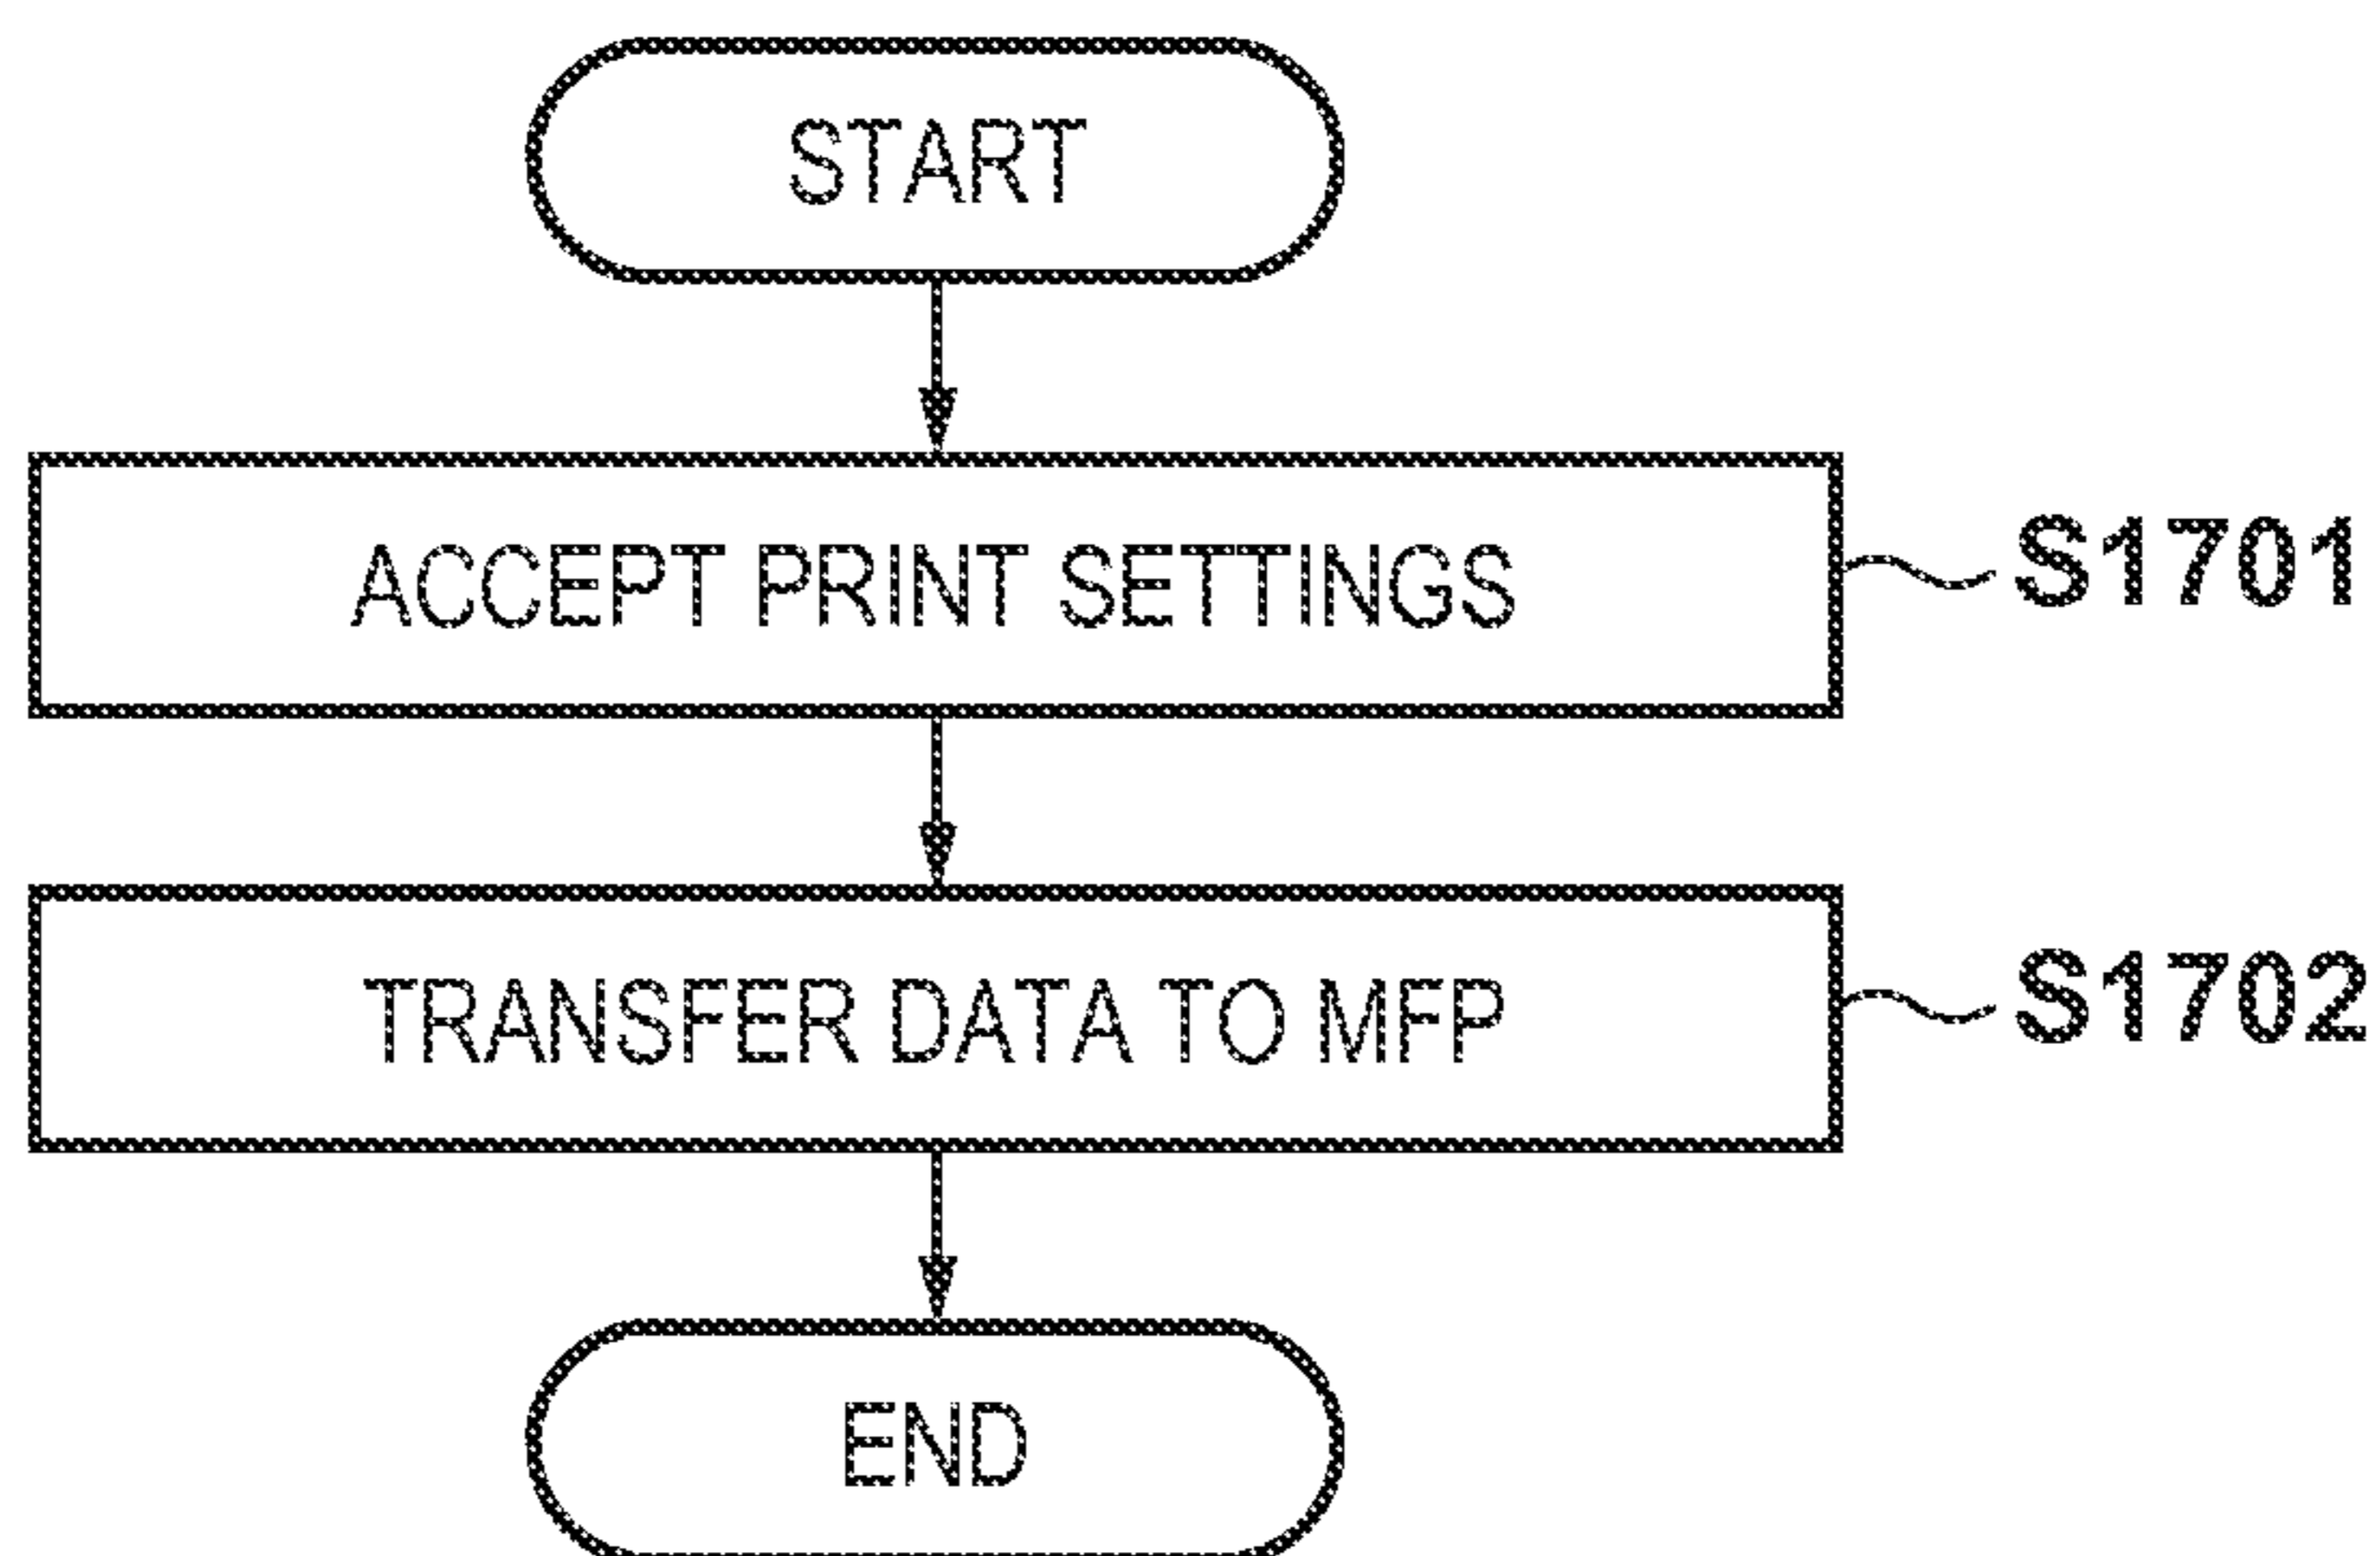 START
ACCEPT PRINT SETTINGS
S1701
TRANSFER DATA TO MFP
S1702
END